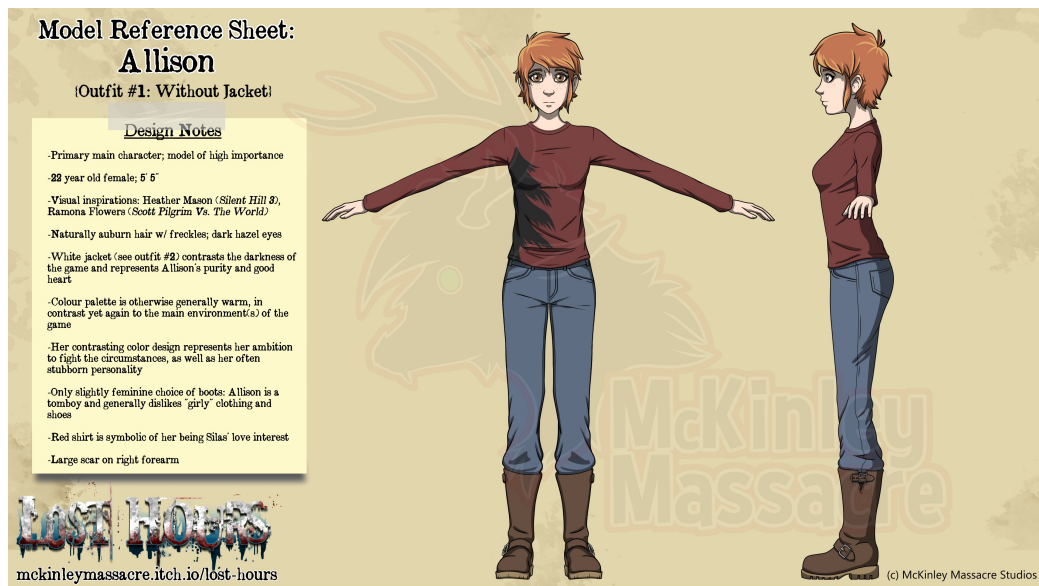 Model Reference Sheet:
Allison
{Outfit #1: Without Jacket}
Design Notes
-Primary main character; model of high importance
-22 year old female; 5' 5"
-Visual inspirations: Heather Mason (Silent Hill 3),
Ramona Flowers (Scott Pilgrim Vs. The World)
-Naturally auburn hair w/ freckles; dark hazel eyes
-White jacket (see outfit #2) contrasts the darkness of
the game and represents Allison's purity and good
heart
-Colour palette is otherwise generally warm, in
contrast yet again to the main environment(s) of the
game
-Her contrasting color design represents her ambition
to fight the circumstances, as well as her often
stubborn personality
-Only slightly feminine choice of boots: Allison is a
tomboy and generally dislikes "girly" clothing and
shoes
-Red shirt is symbolic of her being Silas' love interest
-Large scar on right forearm
LOST HOURS
mckinleymassacre.itch.io/lost-hours
McKinley
Massacre
(c) McKinley Massacre Studios